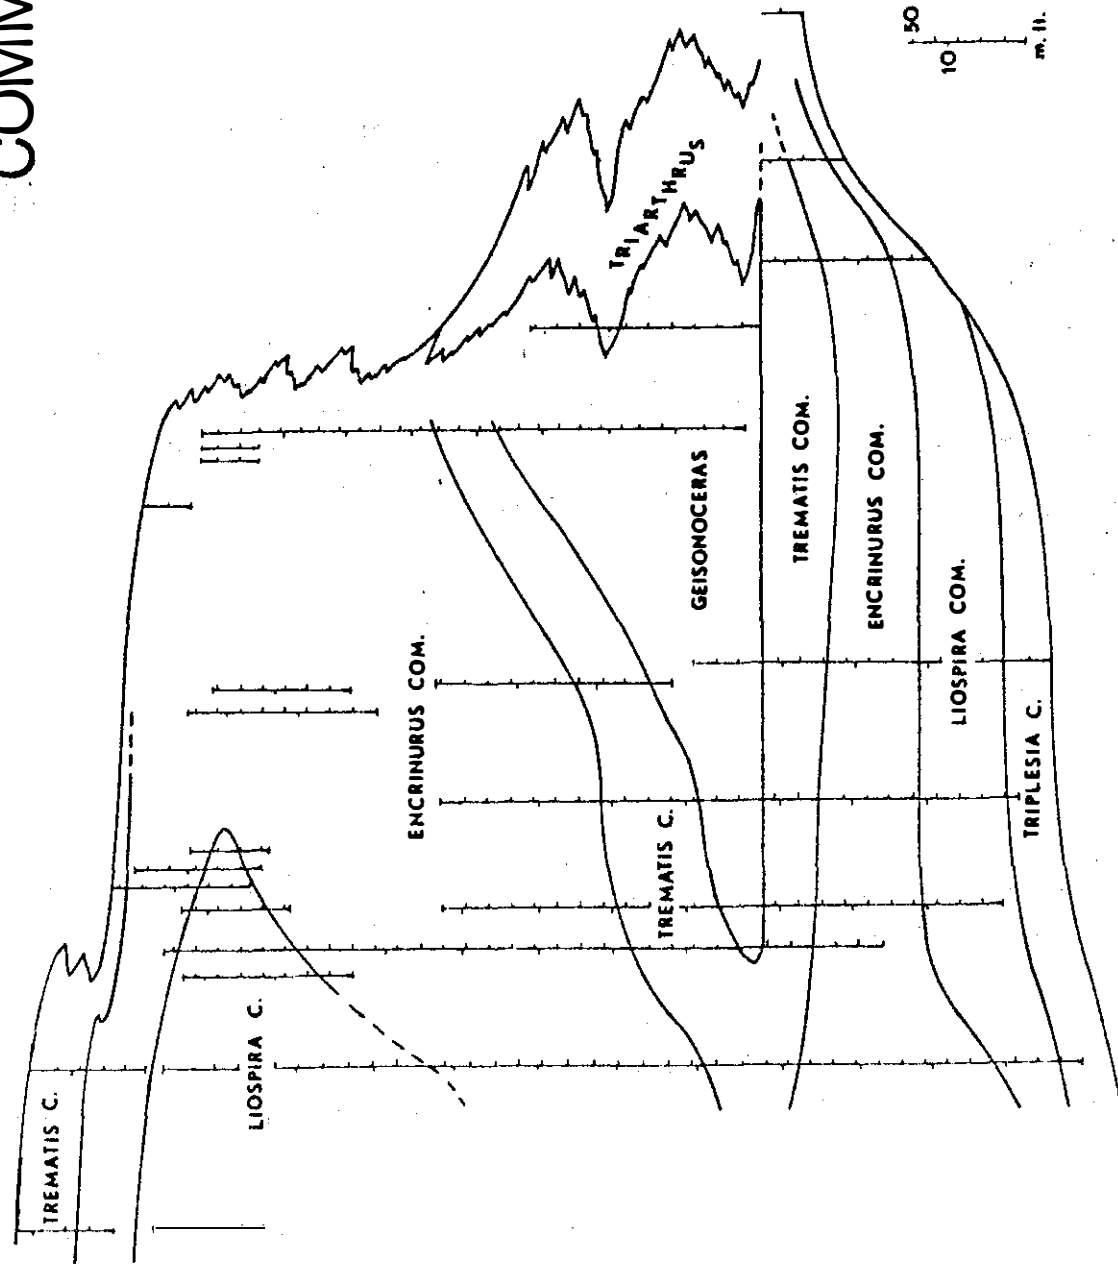 COMM
TREMATIS C.
LIOSPIRA C.
ENCRINURUS COM.
TREMATIS C.
GEISONOCERAS
TRIARTHRUS
TREMATIS COM.
ENCRINURUS COM.
LIOSPIRA COM.
TRIPLESIA C.
50
10
m. ft.